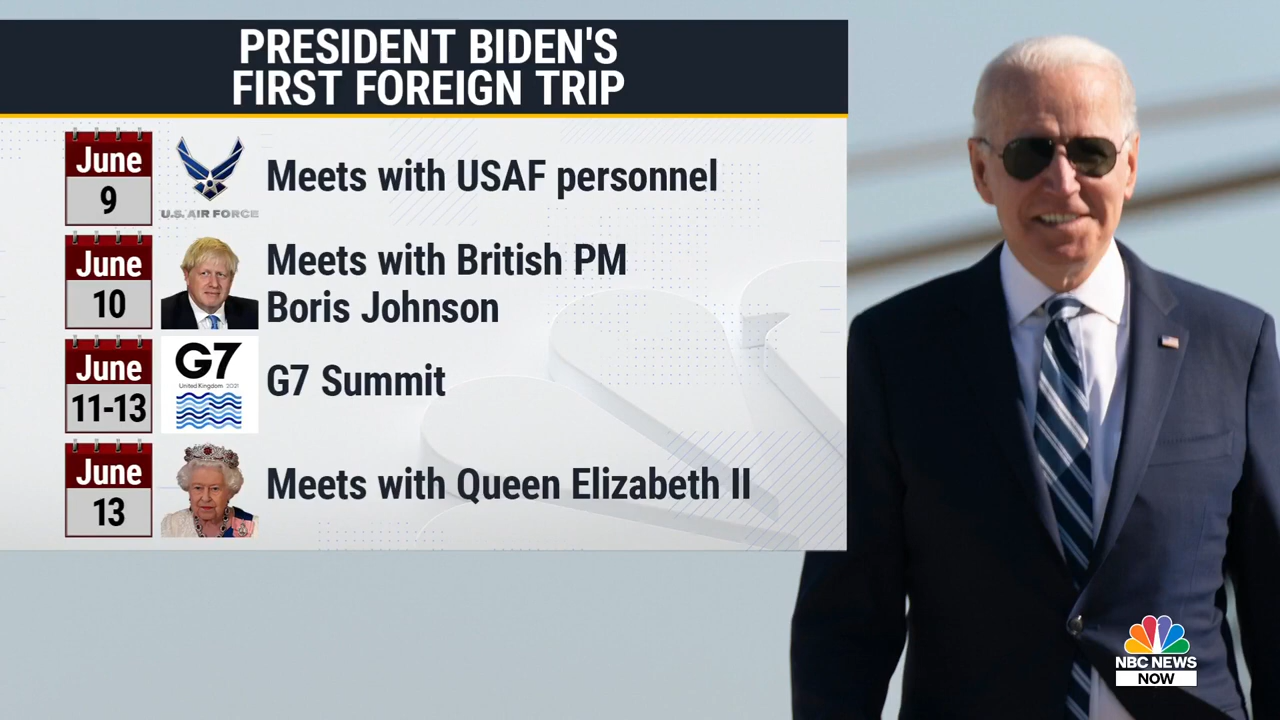 PRESIDENT BIDEN'S
FIRST FOREIGN TRIP
June
9
U.S. AIR FORCE
Meets with USAF personnel
June
10
Meets with British PM
Boris Johnson
June
11-13
G7
United Kingdom 2021
G7 Summit
June
13
Meets with Queen Elizabeth II
NBC NEWS
NOW